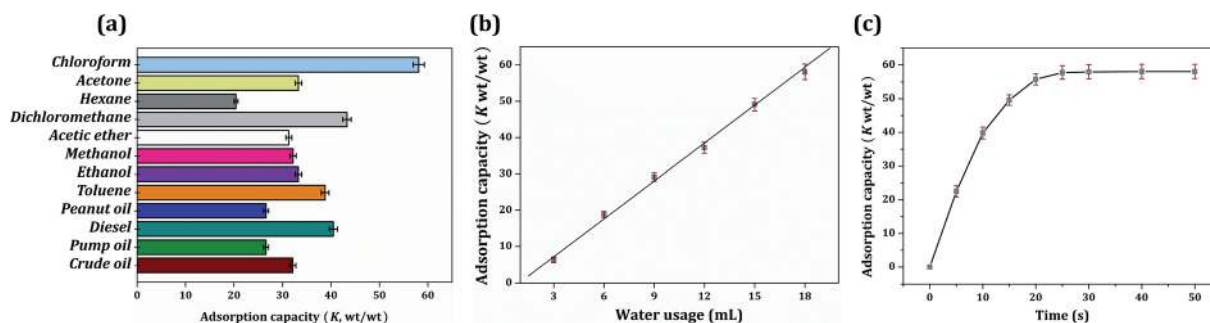 (a)
Chloroform
Acetone
Hexane
Dichloromethane
Acetic ether
Methanol
Ethanol
Toluene
Peanut oil
Diesel
Pump oil
Crude oil
0 10 20 30 40 50 60
Adsorption capacity (K, wt/wt)
(b)
Adsorption capacity (K wt/wt)
60
50
40
30
20
10
0
3 6 9 12 15 18
Water usage (mL)
(c)
Adsorption capacity (K wt/wt)
60
50
40
30
20
10
0
0 10 20 30 40 50
Time (s)